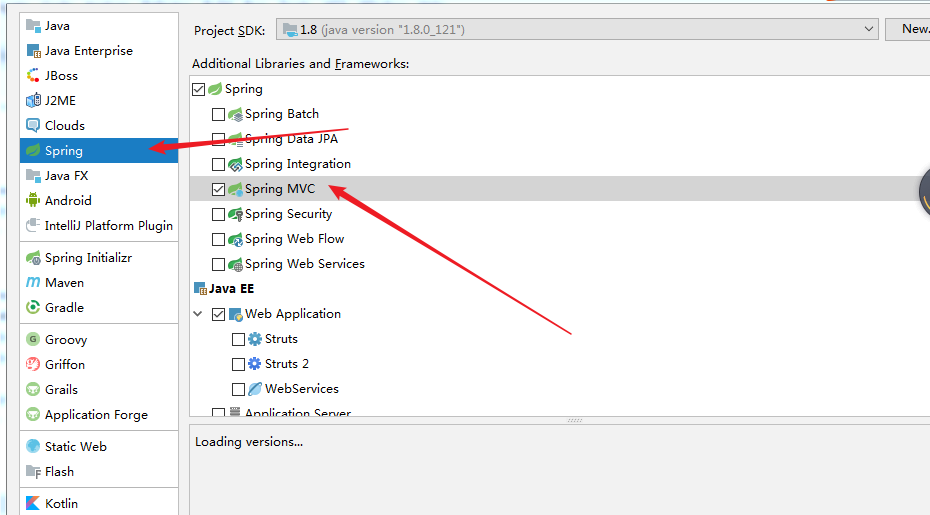 Java
Java Enterprise
JBoss
J2ME
Clouds
Spring
Java FX
Android
IntelliJ Platform Plugin
Spring Initializr
Maven
Gradle
Groovy
Griffon
Grails
Application Forge
Static Web
Flash
Kotlin
Project SDK: 1.8 (java version "1.8.0_121") New.
Additional Libraries and Frameworks:
Spring
Spring Batch
Spring Data JPA
Spring Integration
Spring MVC
Spring Security
Spring Web Flow
Spring Web Services
Java EE
Web Application
Struts
Struts 2
WebServices
Application Server
Loading versions...